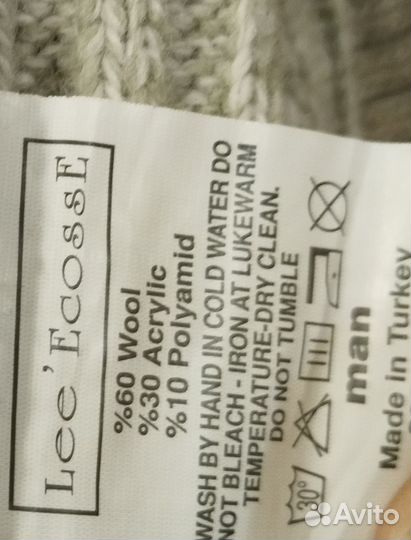 Lee'EcossE
%60 Wool
%30 Acrylic
%10 Polyamid
WASH BY HAND IN COLD WATER DO
NOT BLEACH - IRON AT LUKEWARM
TEMPERATURE-DRY CLEAN.
DO NOT TUMBLE
30°
man
Made in Turkey
Avito